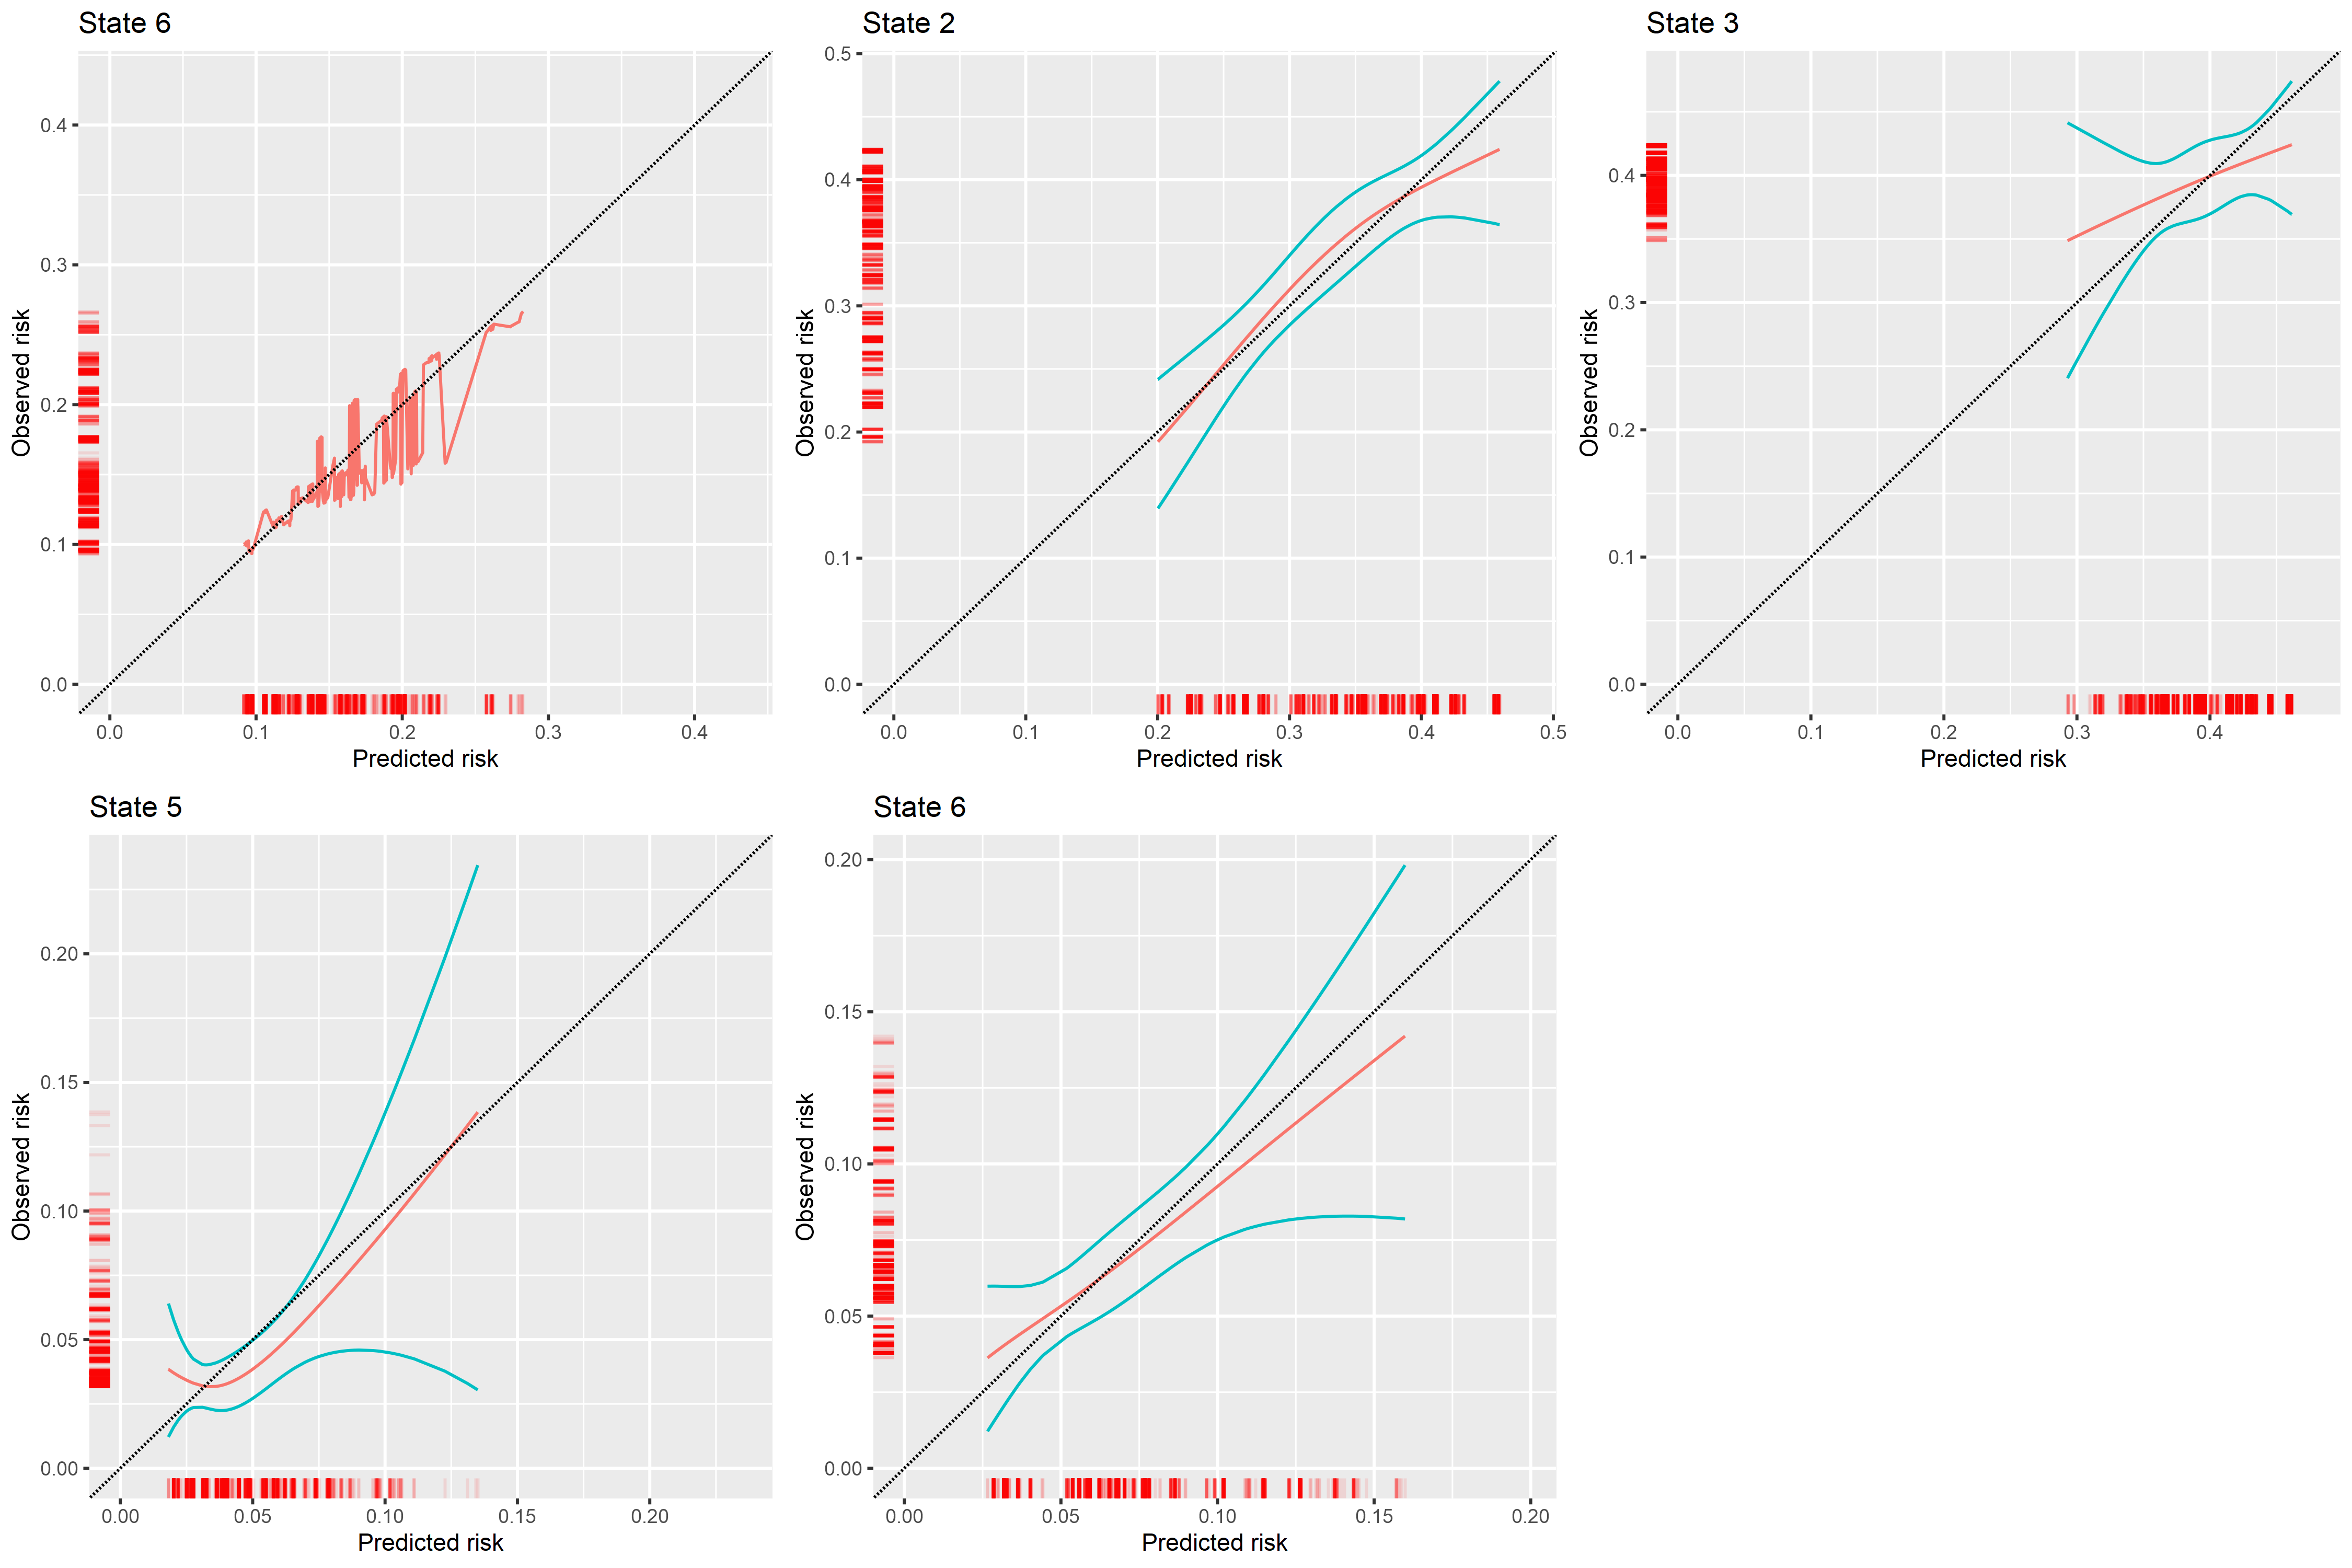 State 6
0.4
0.3
0.2
0.1
0.0
Observed risk
0.0 0.1 0.2 0.3 0.4
Predicted risk
State 2
0.5
0.4
0.3
0.2
0.1
0.0
Observed risk
0.0 0.1 0.2 0.3 0.4 0.5
Predicted risk
State 3
0.4
0.3
0.2
0.1
0.0
Observed risk
0.0 0.1 0.2 0.3 0.4
Predicted risk
State 5
0.20
0.15
0.10
0.05
0.00
Observed risk
0.00 0.05 0.10 0.15 0.20
Predicted risk
State 6
0.20
0.15
0.10
0.05
0.00
Observed risk
0.00 0.05 0.10 0.15 0.20
Predicted risk